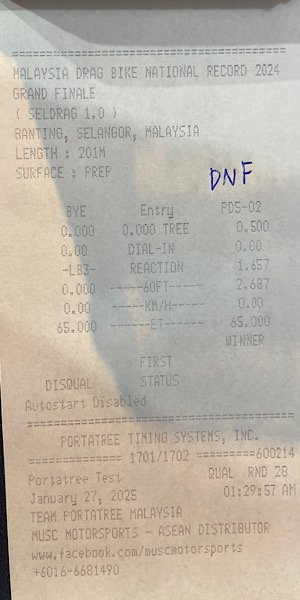 ================================
MALAYSIA DRAG BIKE NATIONAL RECORD 2024
GRAND FINALE
( SELDRAG 1.0 )
BANTING, SELANGOR, MALAYSIA
LENGTH : 201M
SURFACE : PREP
DNF
BYE Entry PDS-02
0.000 0.000 TREE 0.500
0.00 DIAL-IN 0.00
-LB3- REACTION 1.657
0.000 -----60FT----- 2.687
0.00 -----KM/H----- 0.00
65.000 ------ET------ 65.000
WINNER
FIRST
DISQUAL STATUS
Autostart Disabled
================================
PORTATREE TIMING SYSTEMS, INC.
============= 1701/1702 =========600214
Portatree Test QUAL RND 28
January 27, 2025 01:29:57 AM
TEAM PORTATREE MALAYSIA
MUSC MOTORSPORTS - ASEAN DISTRIBUTOR
www.facebook.com/muscmotorsports
+6016-6681490